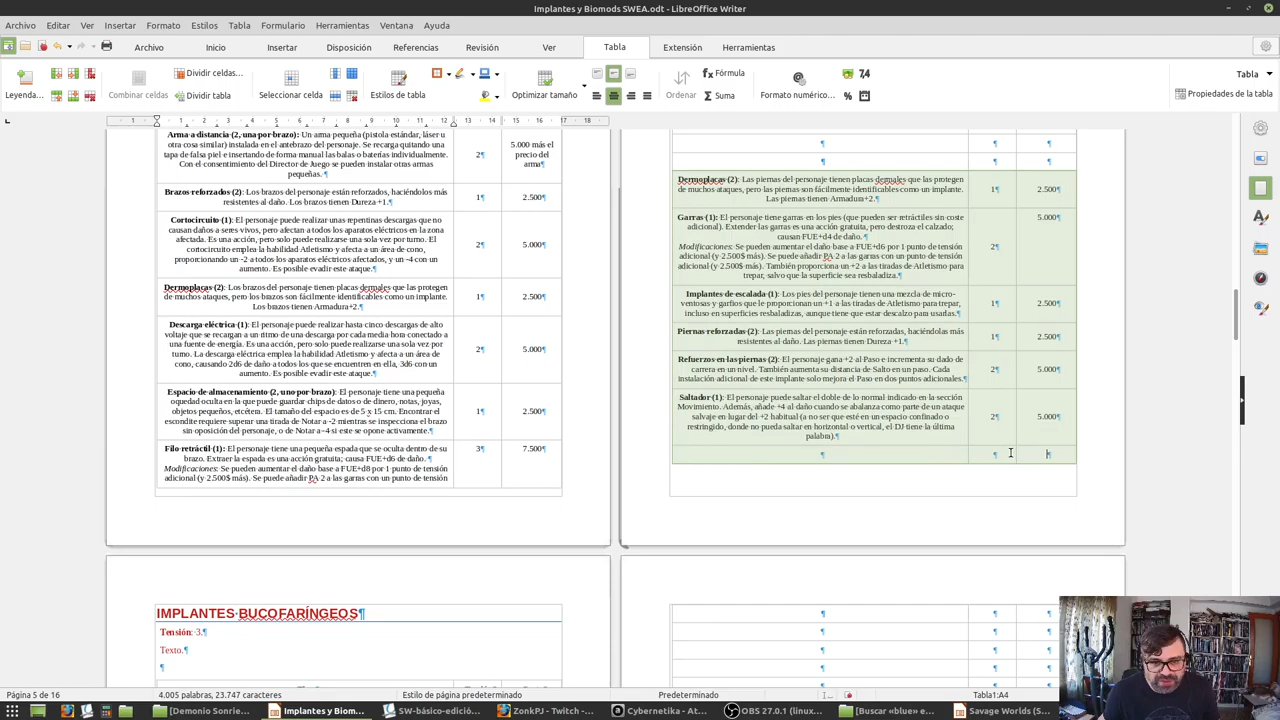 Implantes y Biomods SWEA.odt - LibreOffice Writer
Archivo Editar Ver Insertar Formato Estilos Tabla Formulario Herramientas Ventana Ayuda
Archivo Inicio Insertar Disposición Referencias Revisión Ver Tabla Extensión Herramientas
Leyenda... Dividir celdas... Combinar celdas Dividir tabla Seleccionar celda Estilos de tabla Optimizar tamaño Ordenar Fórmula Suma Formato numérico... Tabla Propiedades de la tabla
1 1 2 3 4 5 6 7 8 9 10 11 12 13 14 15 16 17 18
Arma a distancia (2, una por brazo): Un arma pequeña (pistola estándar, láser u
otra cosa similar) instalada en el antebrazo del personaje. Se recarga quitando una
tapa de falsa piel e insertando de forma manual las balas o baterías individualmente.
Con el consentimiento del Director de Juego se pueden instalar otras armas
pequeñas. ¶
2¶
5.000 más el
precio del
arma¶
Brazos reforzados (2): Los brazos del personaje están reforzados, haciéndolos más
resistentes al daño. Los brazos tienen Dureza +1.¶
1¶
2.500¶
Cortocircuito (1): El personaje puede realizar unas repentinas descargas que no
causan daños a seres vivos, pero afectan a todos los aparatos eléctricos en la zona
deseada. Es una acción, pero solo puede realizarse una sola vez por turno. El
cortocircuito emplea la habilidad Atletismo y afecta a un área de cono,
proporcionando un -2 a todos los aparatos eléctricos afectados, y un -4 con un
aumento. Es posible evadir este ataque.¶
2¶
5.000¶
Dermoplacas (2): Los brazos del personaje tienen placas dermales que las protegen
de muchos ataques, pero los brazos son fácilmente identificables como un implante.
Los brazos tienen Armadura+2.¶
1¶
2.500¶
Descarga eléctrica (1): El personaje puede realizar hasta cinco descargas de alto
voltaje que se recargan a un ritmo de una descarga por cada media hora conectado a
una fuente de energía. Es una acción, pero solo puede realizarse una sola vez por
turno. La descarga eléctrica emplea la habilidad Atletismo y afecta a un área de
cono, causando 2d6 de daño a todos los que se encuentren en ella, 3d6 con un
aumento. Es posible evadir este ataque.¶
2¶
5.000¶
Espacio de almacenamiento (2, uno por brazo): El personaje tiene una pequeña
oquedad oculta en la que puede guardar chips de datos o de dinero, notas, joyas,
objetos pequeños, etcétera. El tamaño del espacio es de 5 x 15 cm. Encontrar el
escondite requiere superar una tirada de Notar a -2 mientras se inspecciona el brazo
sin oposición del personaje, o de Notar a -4 si este se opone activamente.¶
1¶
2.500¶
Filo retráctil (1): El personaje tiene una pequeña espada que se oculta dentro de su
brazo. Extraer la espada es una acción gratuita; causa FUE+d6 de daño. ¶
Modificaciones: Se pueden aumentar el daño base a FUE+d8 por 1 punto de tensión
adicional (y 2.500$ más). Se puede añadir PA 2 a las garras con un punto de tensión
3¶
7.500¶
Dermoplacas (2): Las piernas del personaje tienen placas dermales que las protegen
de muchos ataques, pero las piernas son fácilmente identificables como un implante.
Las piernas tienen Armadura+2.¶
1¶
2.500¶
Garras (1): El personaje tiene garras en los pies (que pueden ser retráctiles sin coste
adicional). Extender las garras es una acción gratuita, pero destroza el calzado;
causan FUE+d4 de daño. ¶
Modificaciones: Se pueden aumentar el daño base a FUE+d6 por 1 punto de tensión
adicional (y 2.500$ más). Se puede añadir PA 2 a las garras con un punto de tensión
adicional (y 2.500$ más). También proporciona un +2 a las tiradas de Atletismo para
trepar, salvo que la superficie sea resbaladiza.¶
2¶
5.000¶
Implantes de escalada (1): Los pies del personaje tienen una mezcla de micro-
ventosas y garfios que le proporcionan un +1 a las tiradas de Atletismo para trepar,
incluso en superficies resbaladizas, aunque tiene que estar descalzo para usarlas.¶
1¶
2.500¶
Piernas reforzadas (2): Las piernas del personaje están reforzadas, haciéndolas más
resistentes al daño. Las piernas tienen Dureza +1.¶
1¶
2.500¶
Refuerzos en las piernas (2): El personaje gana +2 al Paso e incrementa su dado de
carrera en un nivel. También aumenta su distancia de Salto en un paso. Cada
instalación adicional de este implante solo mejora el Paso en dos puntos adicionales.¶
2¶
5.000¶
Saltador (1): El personaje puede saltar el doble de lo normal indicado en la sección
Movimiento. Además, añade +4 al daño cuando se abalanza como parte de un ataque
salvaje en lugar del +2 habitual (a no ser que esté en un espacio confinado o
restringido, donde no pueda saltar en horizontal o vertical, el DJ tiene la última
palabra).¶
2¶
5.000¶
IMPLANTES BUCOFARÍNGEOS¶
Tensión: 3.¶
Texto.¶
Página 5 de 16 4.005 palabras, 23.747 caracteres Estilo de página predeterminado Predeterminado Tabla1:A4
[Demonio Sonrie... Implantes y Biom... SW-básico-edició... ZonkPJ - Twitch -... Cybernetika - At... OBS 27.0.1 (linux... [Buscar «blue» e... Savage Worlds (S...